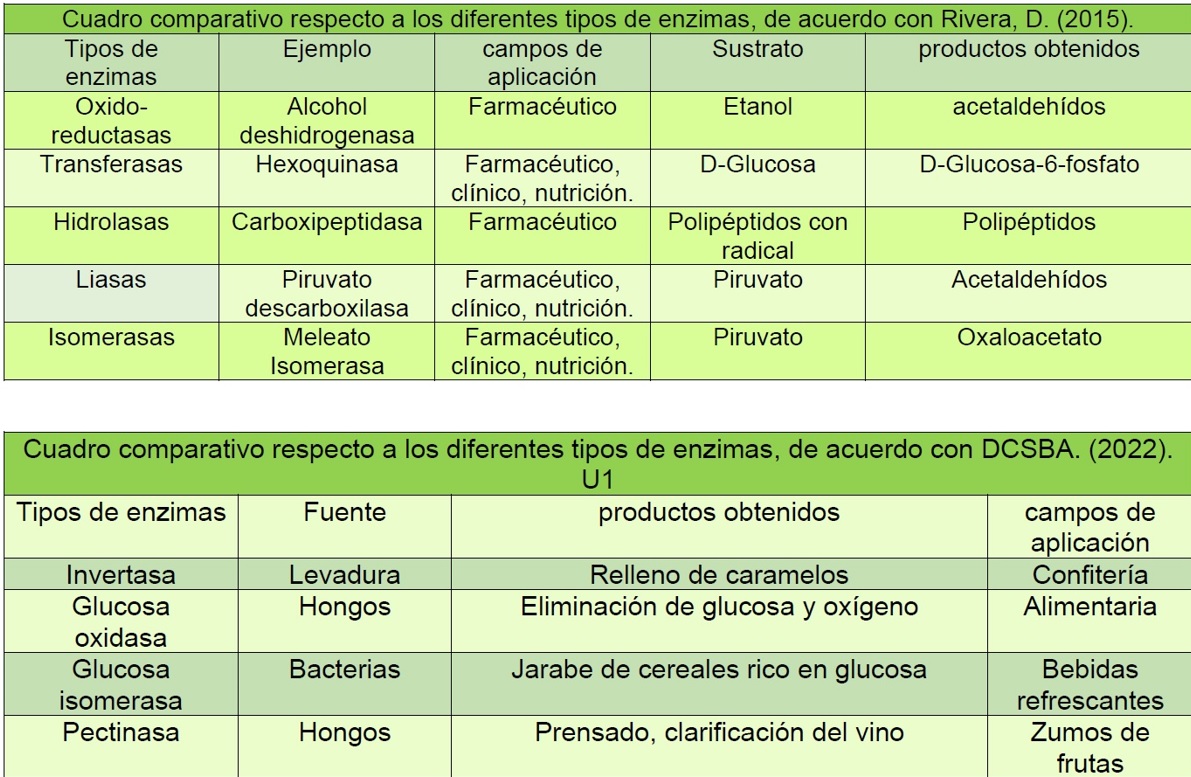 Cuadro comparativo respecto a los diferentes tipos de enzimas, de acuerdo con Rivera, D. (2015).
Tipos de enzimas Ejemplo campos de aplicación Sustrato productos obtenidos
Oxido-reductasas Alcohol deshidrogenasa Farmacéutico Etanol acetaldehídos
Transferasas Hexoquinasa Farmacéutico, clínico, nutrición. D-Glucosa D-Glucosa-6-fosfato
Hidrolasas Carboxipeptidasa Farmacéutico Polipéptidos con radical Polipéptidos
Liasas Piruvato descarboxilasa Farmacéutico, clínico, nutrición. Piruvato Acetaldehídos
Isomerasas Meleato Isomerasa Farmacéutico, clínico, nutrición. Piruvato Oxaloacetato
Cuadro comparativo respecto a los diferentes tipos de enzimas, de acuerdo con DCSBA. (2022).
U1
Tipos de enzimas Fuente productos obtenidos campos de aplicación
Invertasa Levadura Relleno de caramelos Confitería
Glucosa oxidasa Hongos Eliminación de glucosa y oxígeno Alimentaria
Glucosa isomerasa Bacterias Jarabe de cereales rico en glucosa Bebidas refrescantes
Pectinasa Hongos Prensado, clarificación del vino Zumos de frutas